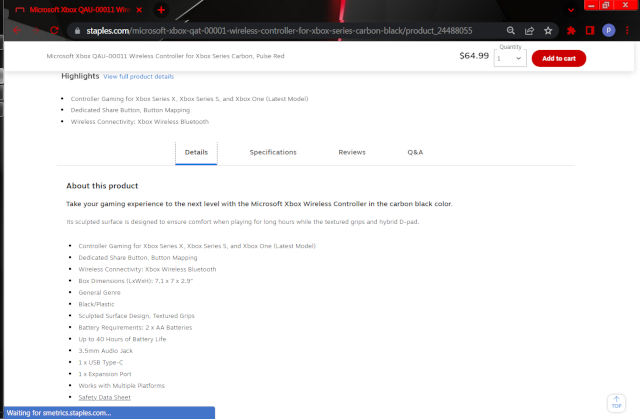 Microsoft Xbox QAU-00011 Wire
staples.com/microsoft-xbox-qat-00001-wireless-controller-for-xbox-series-carbon-black/product_24488055
P
Microsoft Xbox QAU-00011 Wireless Controller for Xbox Series Carbon, Pulse Red
$64.99
Quantity
1
Add to cart
Highlights View full product details
• Controller Gaming for Xbox Series X, Xbox Series S, and Xbox One (Latest Model)
• Dedicated Share Button, Button Mapping
• Wireless Connectivity: Xbox Wireless Bluetooth
Details Specifications Reviews Q&A
About this product
Take your gaming experience to the next level with the Microsoft Xbox Wireless Controller in the carbon black color.
Its sculpted surface is designed to ensure comfort when playing for long hours while the textured grips and hybrid D-pad.
• Controller Gaming for Xbox Series X, Xbox Series S, and Xbox One (Latest Model)
• Dedicated Share Button, Button Mapping
• Wireless Connectivity: Xbox Wireless Bluetooth
• Box Dimensions (LxWxH): 7.1 x 7 x 2.9"
• General Genre
• Black/Plastic
• Sculpted Surface Design, Textured Grips
• Battery Requirements: 2 x AA Batteries
• Up to 40 Hours of Battery Life
• 3.5mm Audio Jack
• 1 x USB Type-C
• 1 x Expansion Port
• Works with Multiple Platforms
• Safety Data Sheet
TOP
Waiting for smetrics.staples.com...